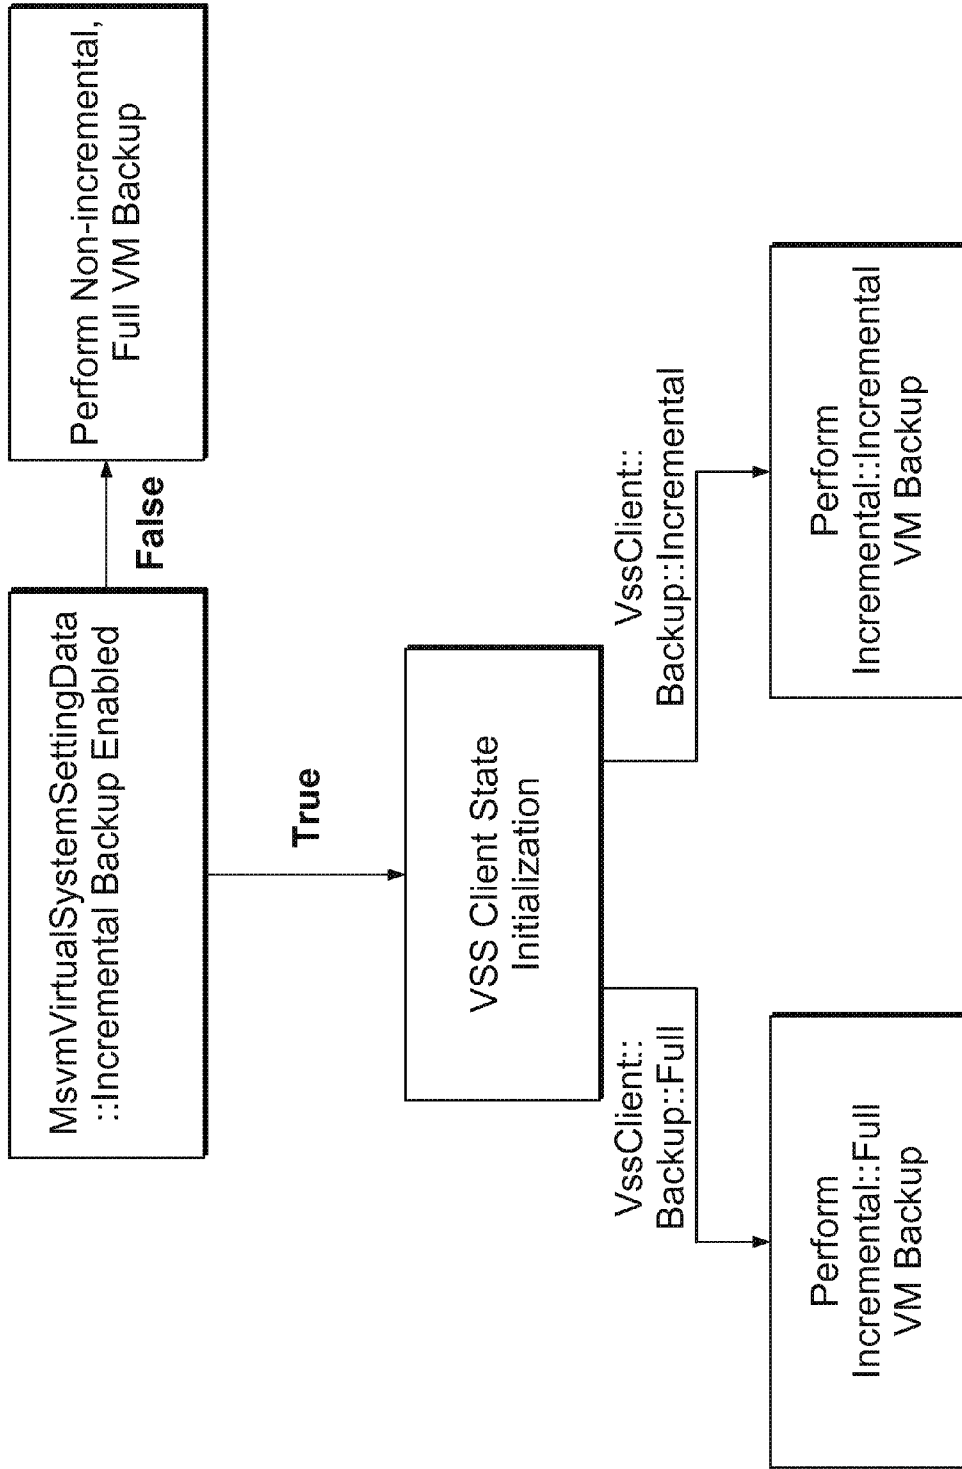 MsvmVirtualSystemSettingData
::Incremental Backup Enabled
False
Perform Non-incremental,
Full VM Backup
True
VSS Client State
Initialization
VssClient::
Backup::Full
VssClient::
Backup::Incremental
Perform
Incremental::Full
VM Backup
Perform
Incremental::Incremental
VM Backup